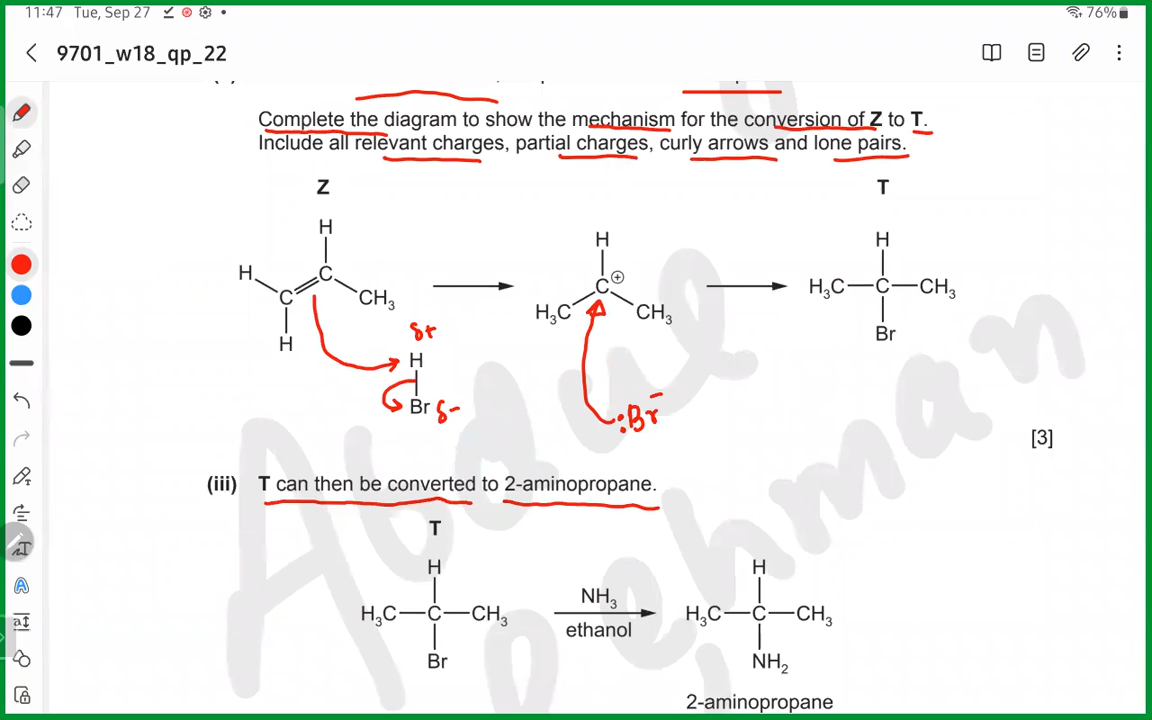 11:47 Tue, Sep 27
76%
9701_w18_qp_22
Complete the diagram to show the mechanism for the conversion of Z to T.
Include all relevant charges, partial charges, curly arrows and lone pairs.
Z
T
H
H
C
C
CH₃
H
H
C
⊕
H₃C
CH₃
H
H₃C—C—CH₃
Br
δ+
H
Br δ−
:Br⁻
[3]
(iii) T can then be converted to 2-aminopropane.
T
H
H₃C—C—CH₃
Br
NH₃
ethanol
H
H₃C—C—CH₃
NH₂
2-aminopropane
Abdul
Rehman